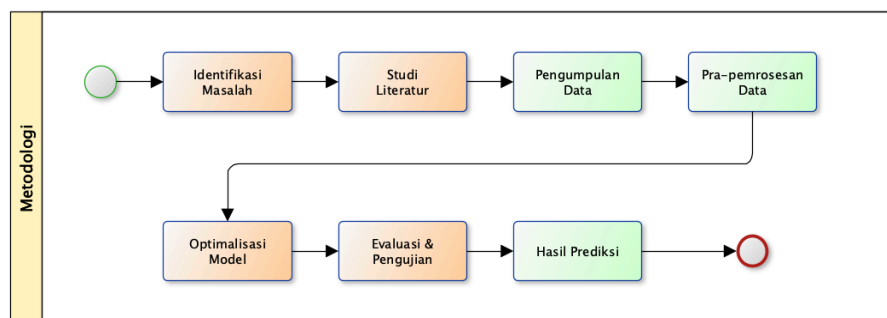 Metodologi
Identifikasi
Masalah
Studi
Literatur
Pengumpulan
Data
Pra-pemrosesan
Data
Optimalisasi
Model
Evaluasi &
Pengujian
Hasil Prediksi